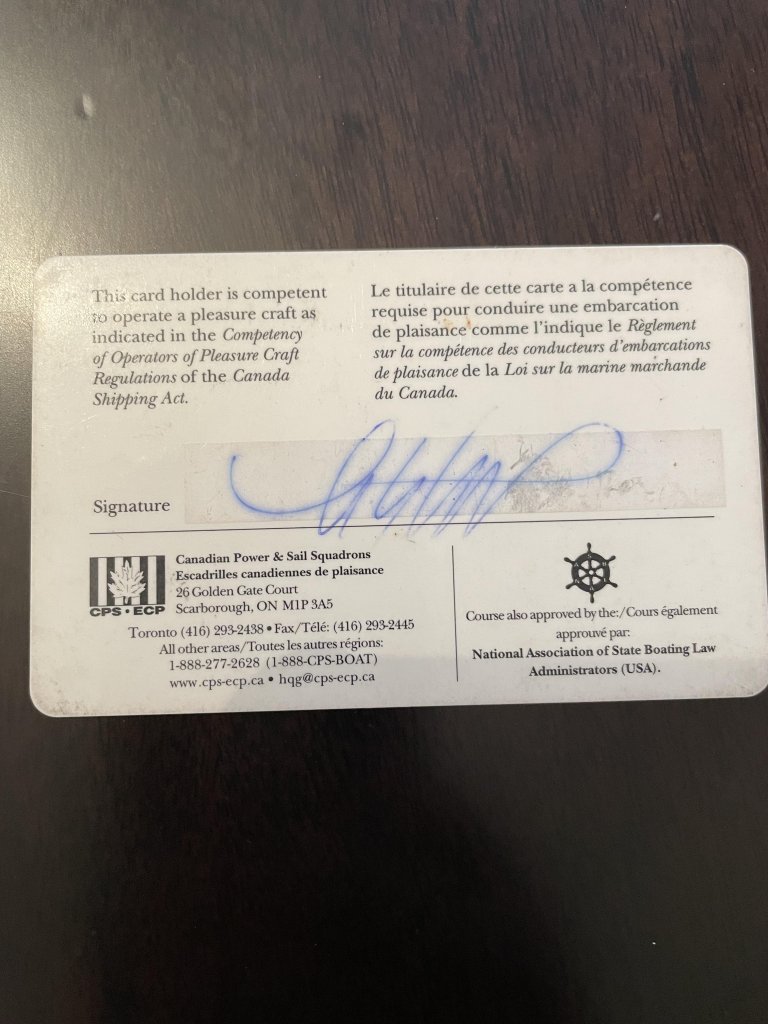 This card holder is competent
to operate a pleasure craft as
indicated in the Competency
of Operators of Pleasure Craft
Regulations of the Canada
Shipping Act.
Le titulaire de cette carte a la compétence
requise pour conduire une embarcation
de plaisance comme l'indique le Règlement
sur la compétence des conducteurs d'embarcations
de plaisance de la Loi sur la marine marchande
du Canada.
Signature
CPS • ECP
Canadian Power & Sail Squadrons
Escadrilles canadiennes de plaisance
26 Golden Gate Court
Scarborough, ON M1P 3A5
Toronto (416) 293-2438 • Fax/Télé: (416) 293-2445
All other areas/Toutes les autres régions:
1-888-277-2628 (1-888-CPS-BOAT)
www.cps-ecp.ca • hqg@cps-ecp.ca
Course also approved by the:/Cours également
approuvé par:
National Association of State Boating Law
Administrators (USA).